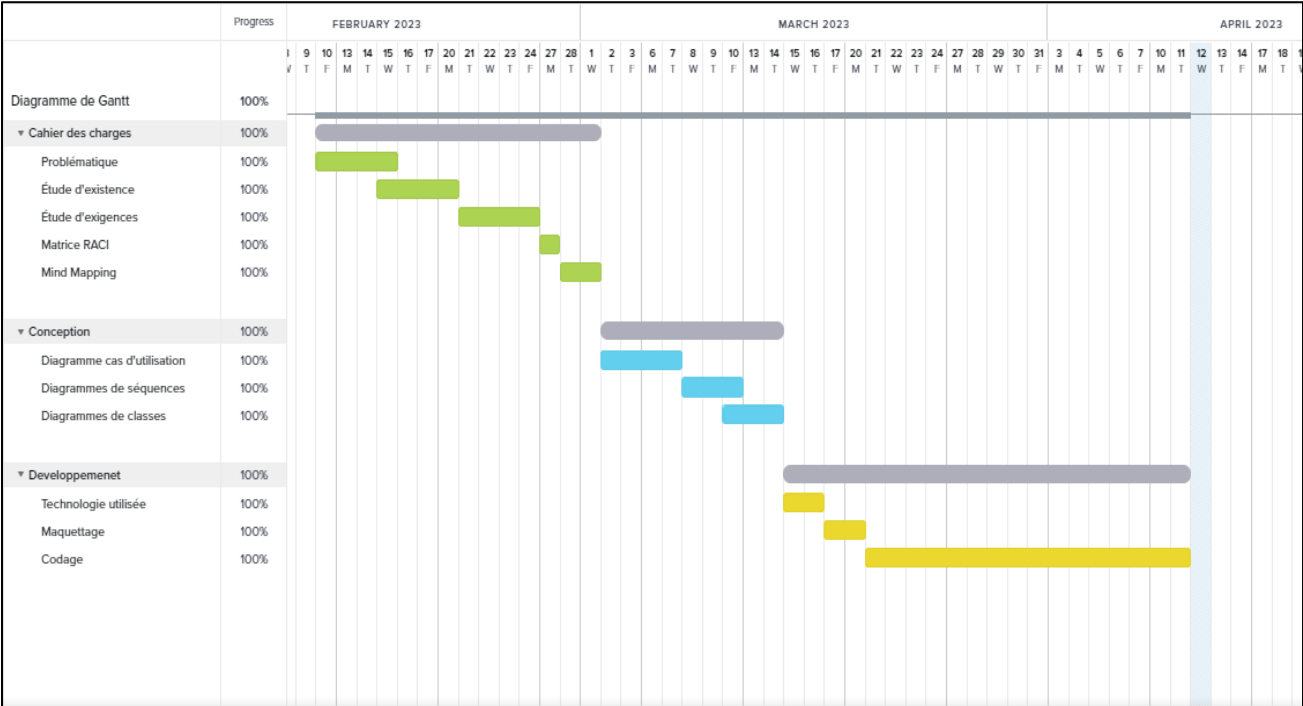 Progress FEBRUARY 2023 MARCH 2023 APRIL 2023
9 10 13 14 15 16 17 20 21 22 23 24 27 28 1 2 3 6 7 8 9 10 13 14 15 16 17 20 21 22 23 24 27 28 29 30 31 3 4 5 6 7 10 11 12 13 14 17 18
W T F M T W T F M T W T F M T W T F M T W T F M T W T F M T W T F M T W T F M T W T F M T W T F M T
Diagramme de Gantt 100%
▾ Cahier des charges 100%
Problématique 100%
Étude d'existence 100%
Étude d'exigences 100%
Matrice RACI 100%
Mind Mapping 100%
▾ Conception 100%
Diagramme cas d'utilisation 100%
Diagrammes de séquences 100%
Diagrammes de classes 100%
▾ Developpemenet 100%
Technologie utilisée 100%
Maquettage 100%
Codage 100%